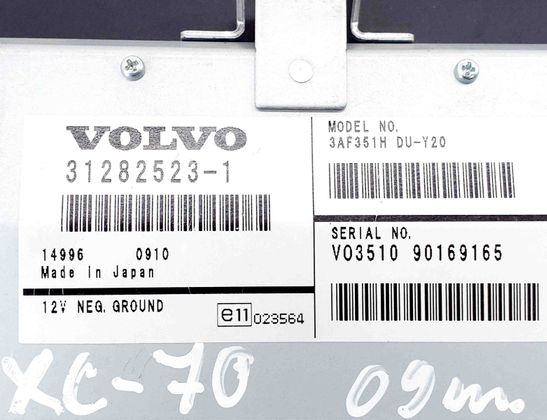 VOLVO
31282523-1
14996 0910
Made in Japan
12V NEG. GROUND
e11 023564
MODEL NO.
3AF351H DU-Y20
SERIAL NO.
VO3510 90169165
XC-70 09